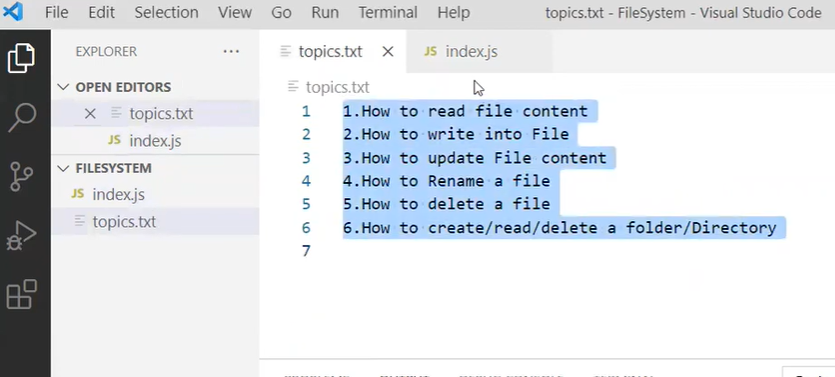 File Edit Selection View Go Run Terminal Help topics.txt - FileSystem - Visual Studio Code
EXPLORER
OPEN EDITORS
topics.txt
JS index.js
FILESYSTEM
JS index.js
topics.txt
topics.txt JS index.js
topics.txt
1 1.How to read file content
2 2.How to write into File
3 3.How to update File content
4 4.How to Rename a file
5 5.How to delete a file
6 6.How to create/read/delete a folder/Directory
7